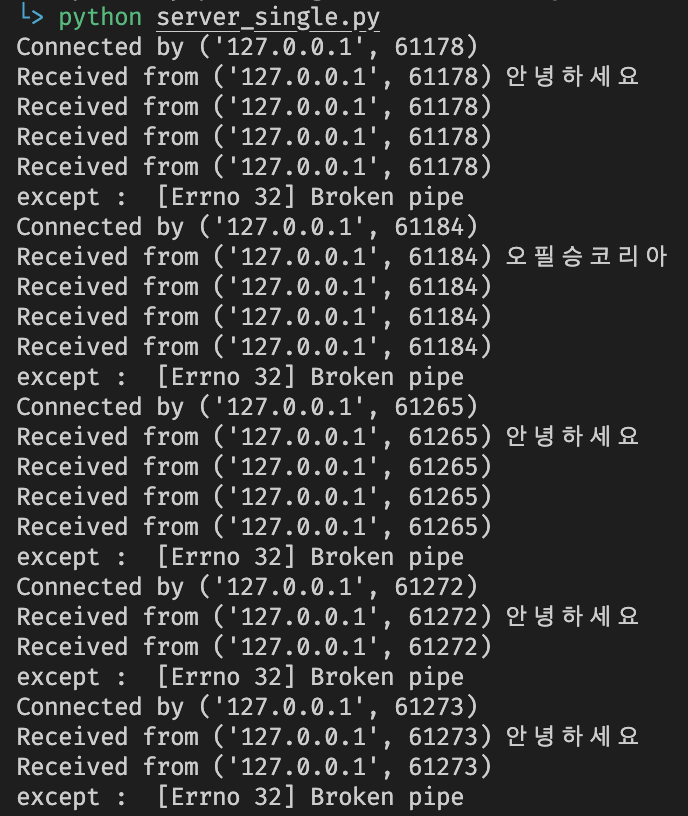 └> python server_single.py
Connected by ('127.0.0.1', 61178)
Received from ('127.0.0.1', 61178) 안녕하세요
Received from ('127.0.0.1', 61178)
Received from ('127.0.0.1', 61178)
Received from ('127.0.0.1', 61178)
except :  [Errno 32] Broken pipe
Connected by ('127.0.0.1', 61184)
Received from ('127.0.0.1', 61184) 오필승코리아
Received from ('127.0.0.1', 61184)
Received from ('127.0.0.1', 61184)
Received from ('127.0.0.1', 61184)
except :  [Errno 32] Broken pipe
Connected by ('127.0.0.1', 61265)
Received from ('127.0.0.1', 61265) 안녕하세요
Received from ('127.0.0.1', 61265)
Received from ('127.0.0.1', 61265)
Received from ('127.0.0.1', 61265)
except :  [Errno 32] Broken pipe
Connected by ('127.0.0.1', 61272)
Received from ('127.0.0.1', 61272) 안녕하세요
Received from ('127.0.0.1', 61272)
except :  [Errno 32] Broken pipe
Connected by ('127.0.0.1', 61273)
Received from ('127.0.0.1', 61273) 안녕하세요
Received from ('127.0.0.1', 61273)
except :  [Errno 32] Broken pipe